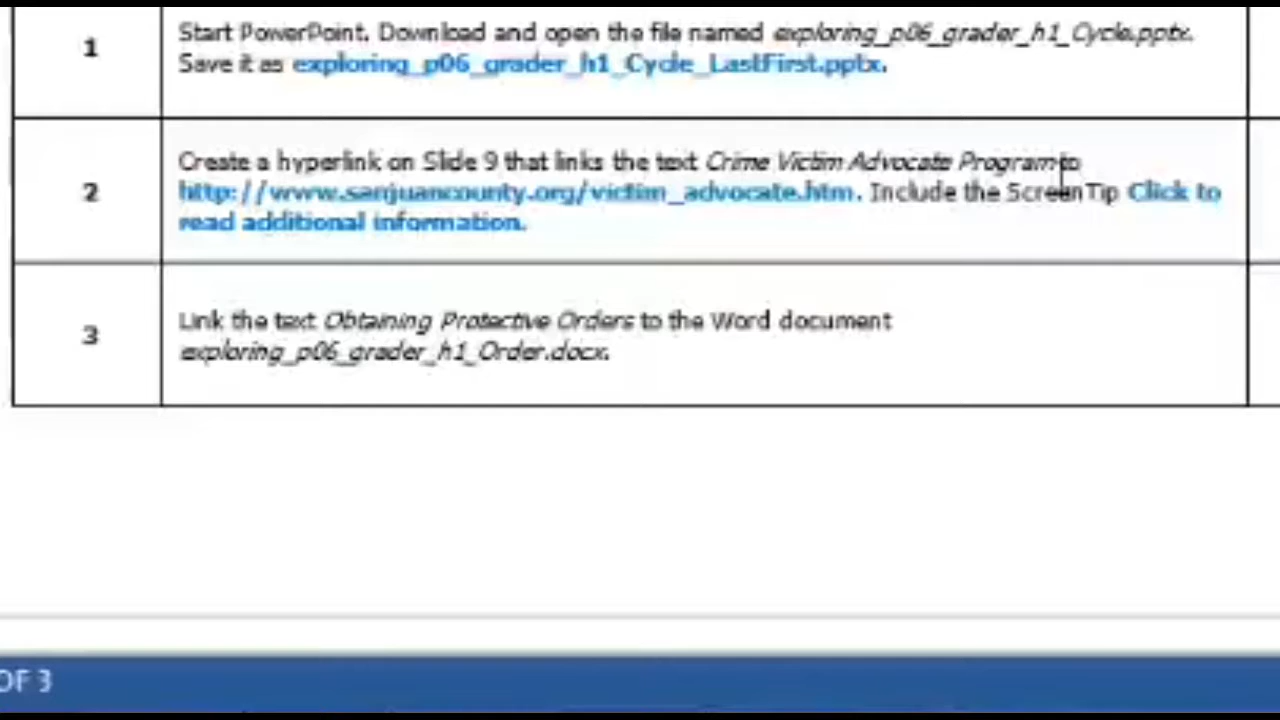 1
Start PowerPoint. Download and open the file named exploring_p06_grader_h1_Cycle.pptx.
Save it as exploring_p06_grader_h1_Cycle_LastFirst.pptx.
2
Create a hyperlink on Slide 9 that links the text Crime Victim Advocate Program to
http://www.sanjuancounty.org/victim_advocate.htm. Include the ScreenTip Click to
read additional information.
3
Link the text Obtaining Protective Orders to the Word document
exploring_p06_grader_h1_Order.docx.
OF 3